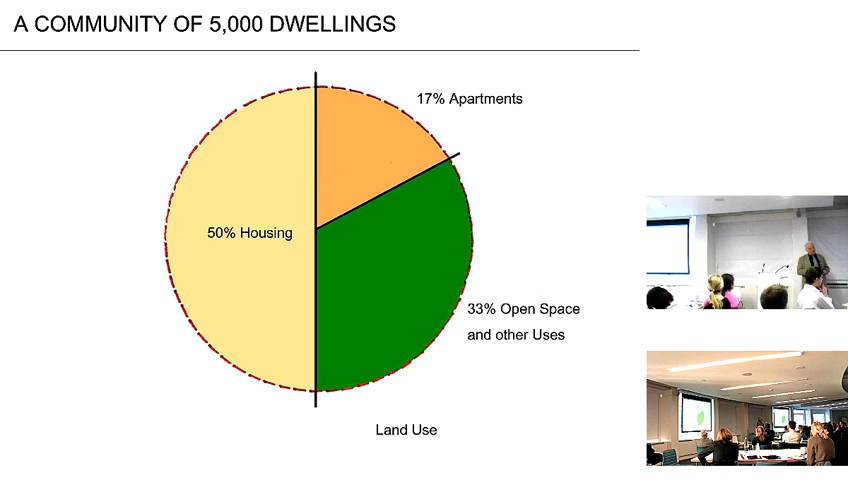 A COMMUNITY OF 5,000 DWELLINGS
17% Apartments
50% Housing
33% Open Space
and other Uses
Land Use